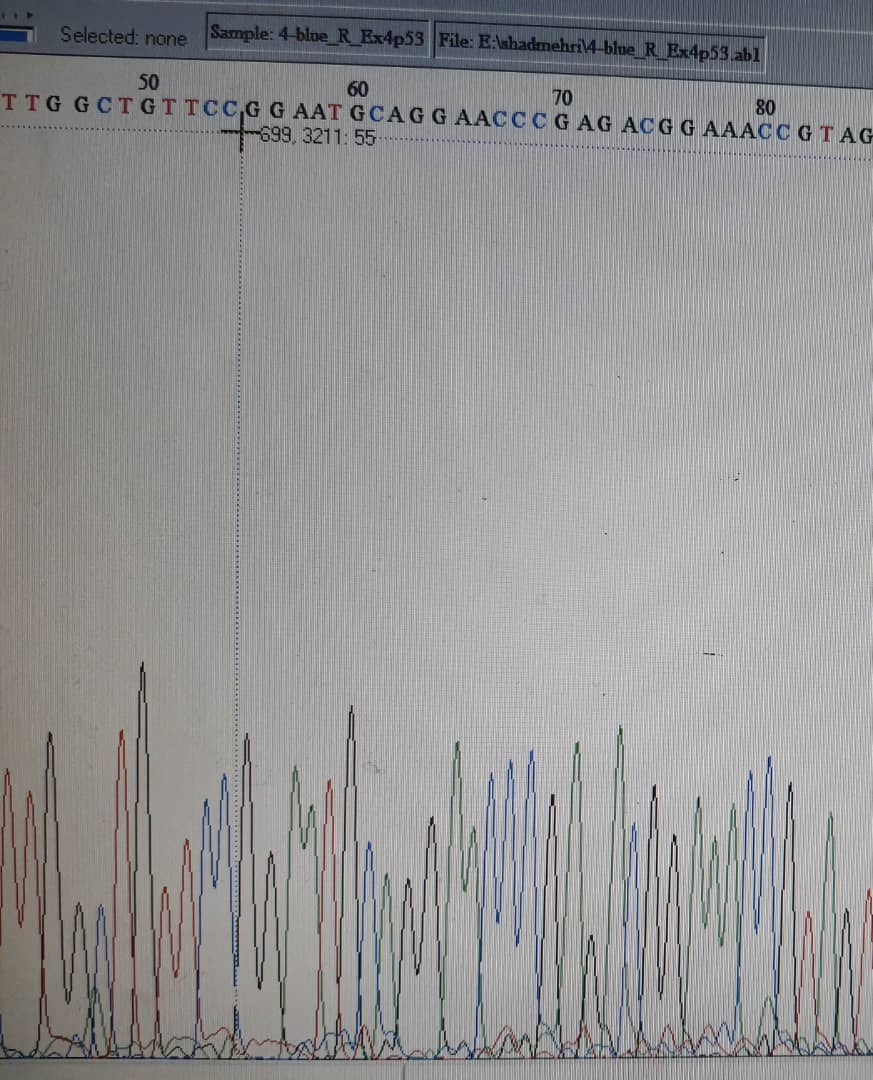 Selected: none Sample: 4-blue_R_Ex4p53 File: E:\shadmehri\4-blue_R_Ex4p53.ab1
50 60 70 80
T T G G C T G T T C C G G A A T G C A G G A A C C C G A G A C G G A A A C C G T A G
699, 3211: 55